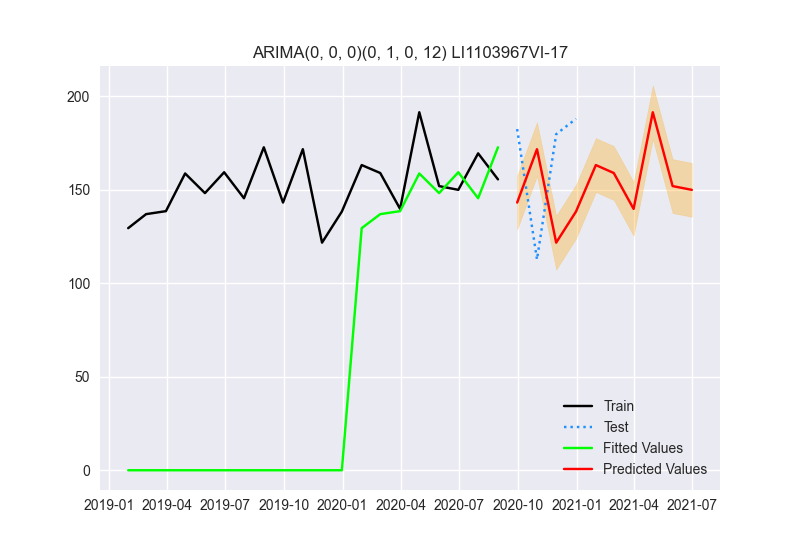 ARIMA(0, 0, 0)(0, 1, 0, 12) LI1103967VI-17
200
150
100
50
0
Train
Test
Fitted Values
Predicted Values
2019-01 2019-04 2019-07 2019-10 2020-01 2020-04 2020-07 2020-10 2021-01 2021-04 2021-07